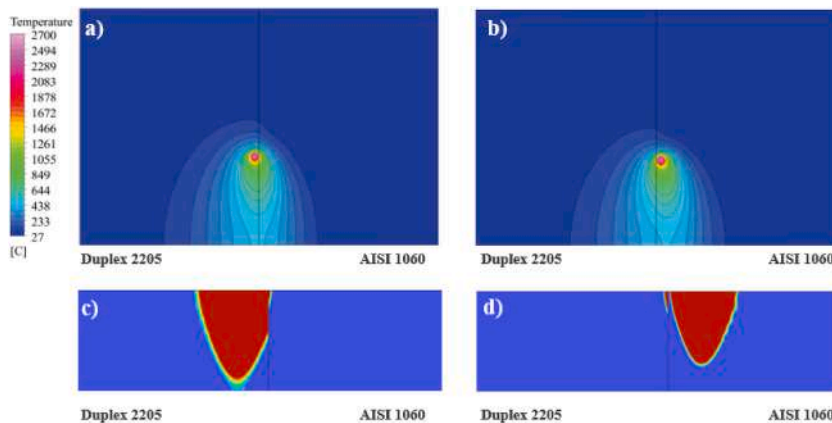 Temperature
2700
2494
2289
2083
1878
1672
1466
1261
1055
849
644
438
233
27
[C]
a)
b)
Duplex 2205 AISI 1060
Duplex 2205 AISI 1060
c)
d)
Duplex 2205 AISI 1060
Duplex 2205 AISI 1060